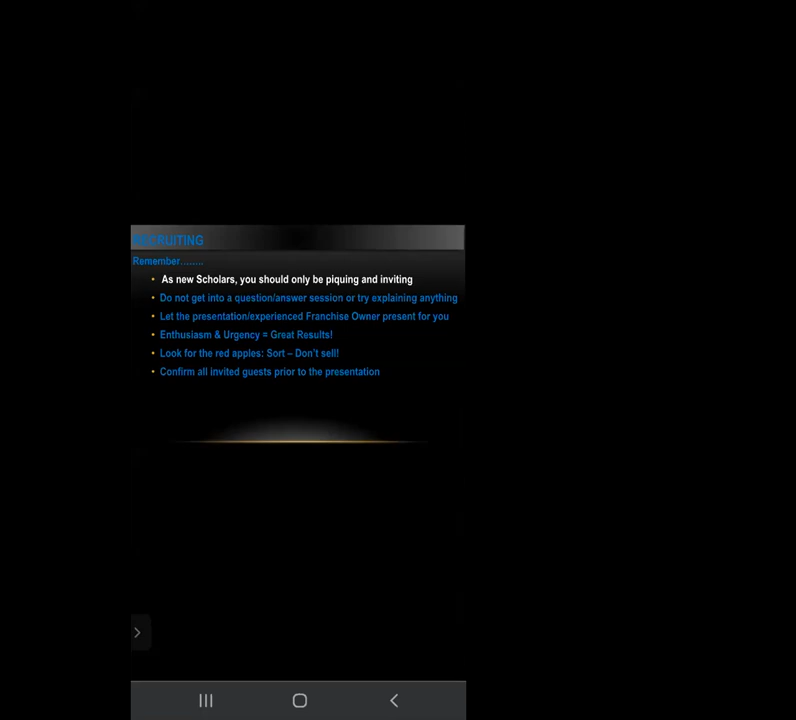 RECRUITING
Remember........
• As new Scholars, you should only be piquing and inviting
• Do not get into a question/answer session or try explaining anything
• Let the presentation/experienced Franchise Owner present for you
• Enthusiasm & Urgency = Great Results!
• Look for the red apples: Sort – Don't sell!
• Confirm all invited guests prior to the presentation